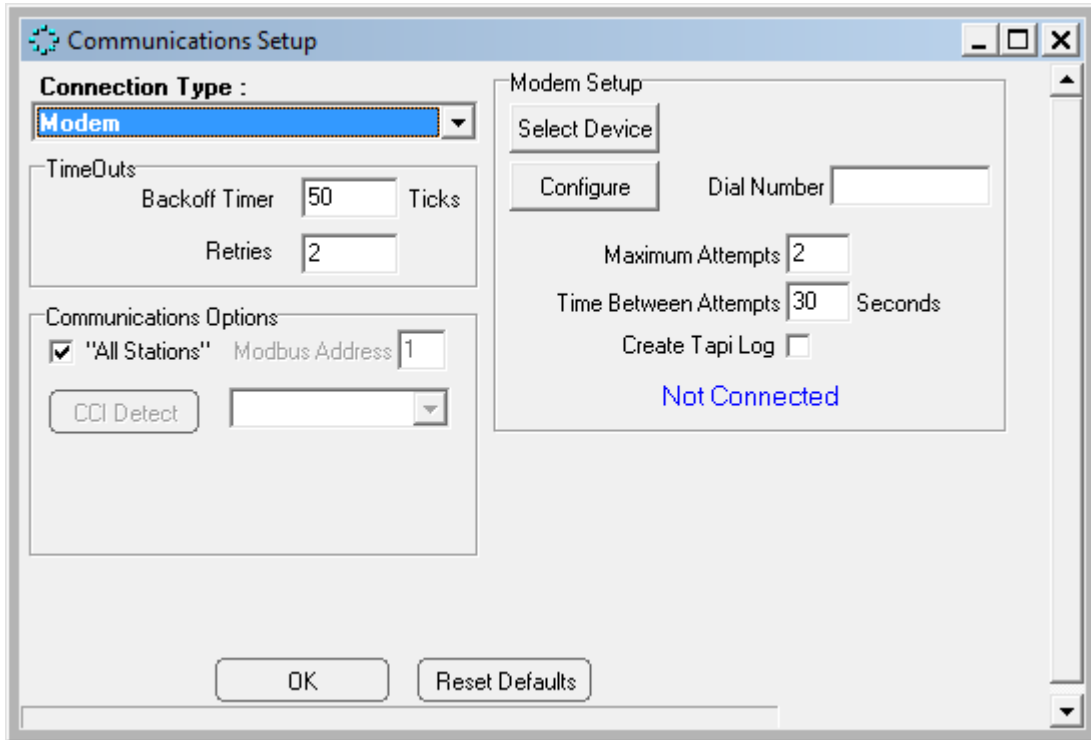 Communications Setup
Connection Type :
Modem
TimeOuts
Backoff Timer 50 Ticks
Retries 2
Communications Options
"All Stations" Modbus Address 1
CCI Detect
Modem Setup
Select Device
Configure Dial Number
Maximum Attempts 2
Time Between Attempts 30 Seconds
Create Tapi Log
Not Connected
OK Reset Defaults